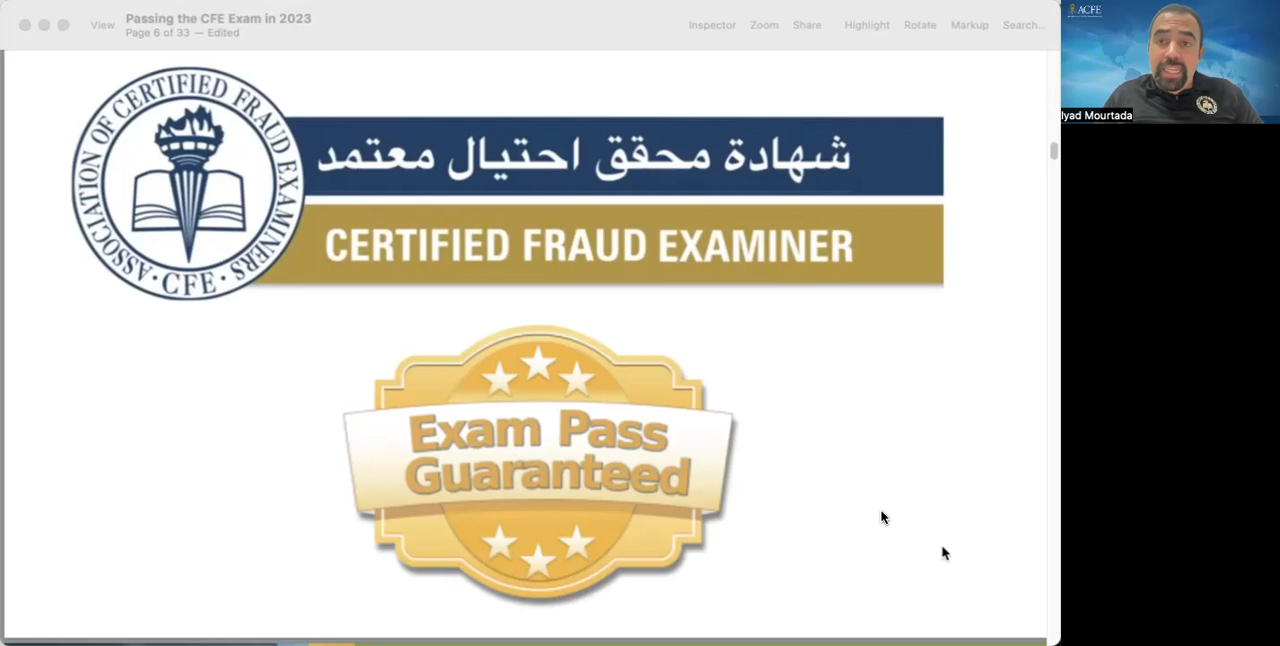 View
Passing the CFE Exam in 2023
Page 6 of 33 — Edited
Inspector Zoom Share Highlight Rotate Markup Search...
ACFE
Iyad Mourtada
ASSOCIATION OF CERTIFIED FRAUD EXAMINERS
· CFE ·
شهادة محقق احتيال معتمد
CERTIFIED FRAUD EXAMINER
Exam Pass
Guaranteed